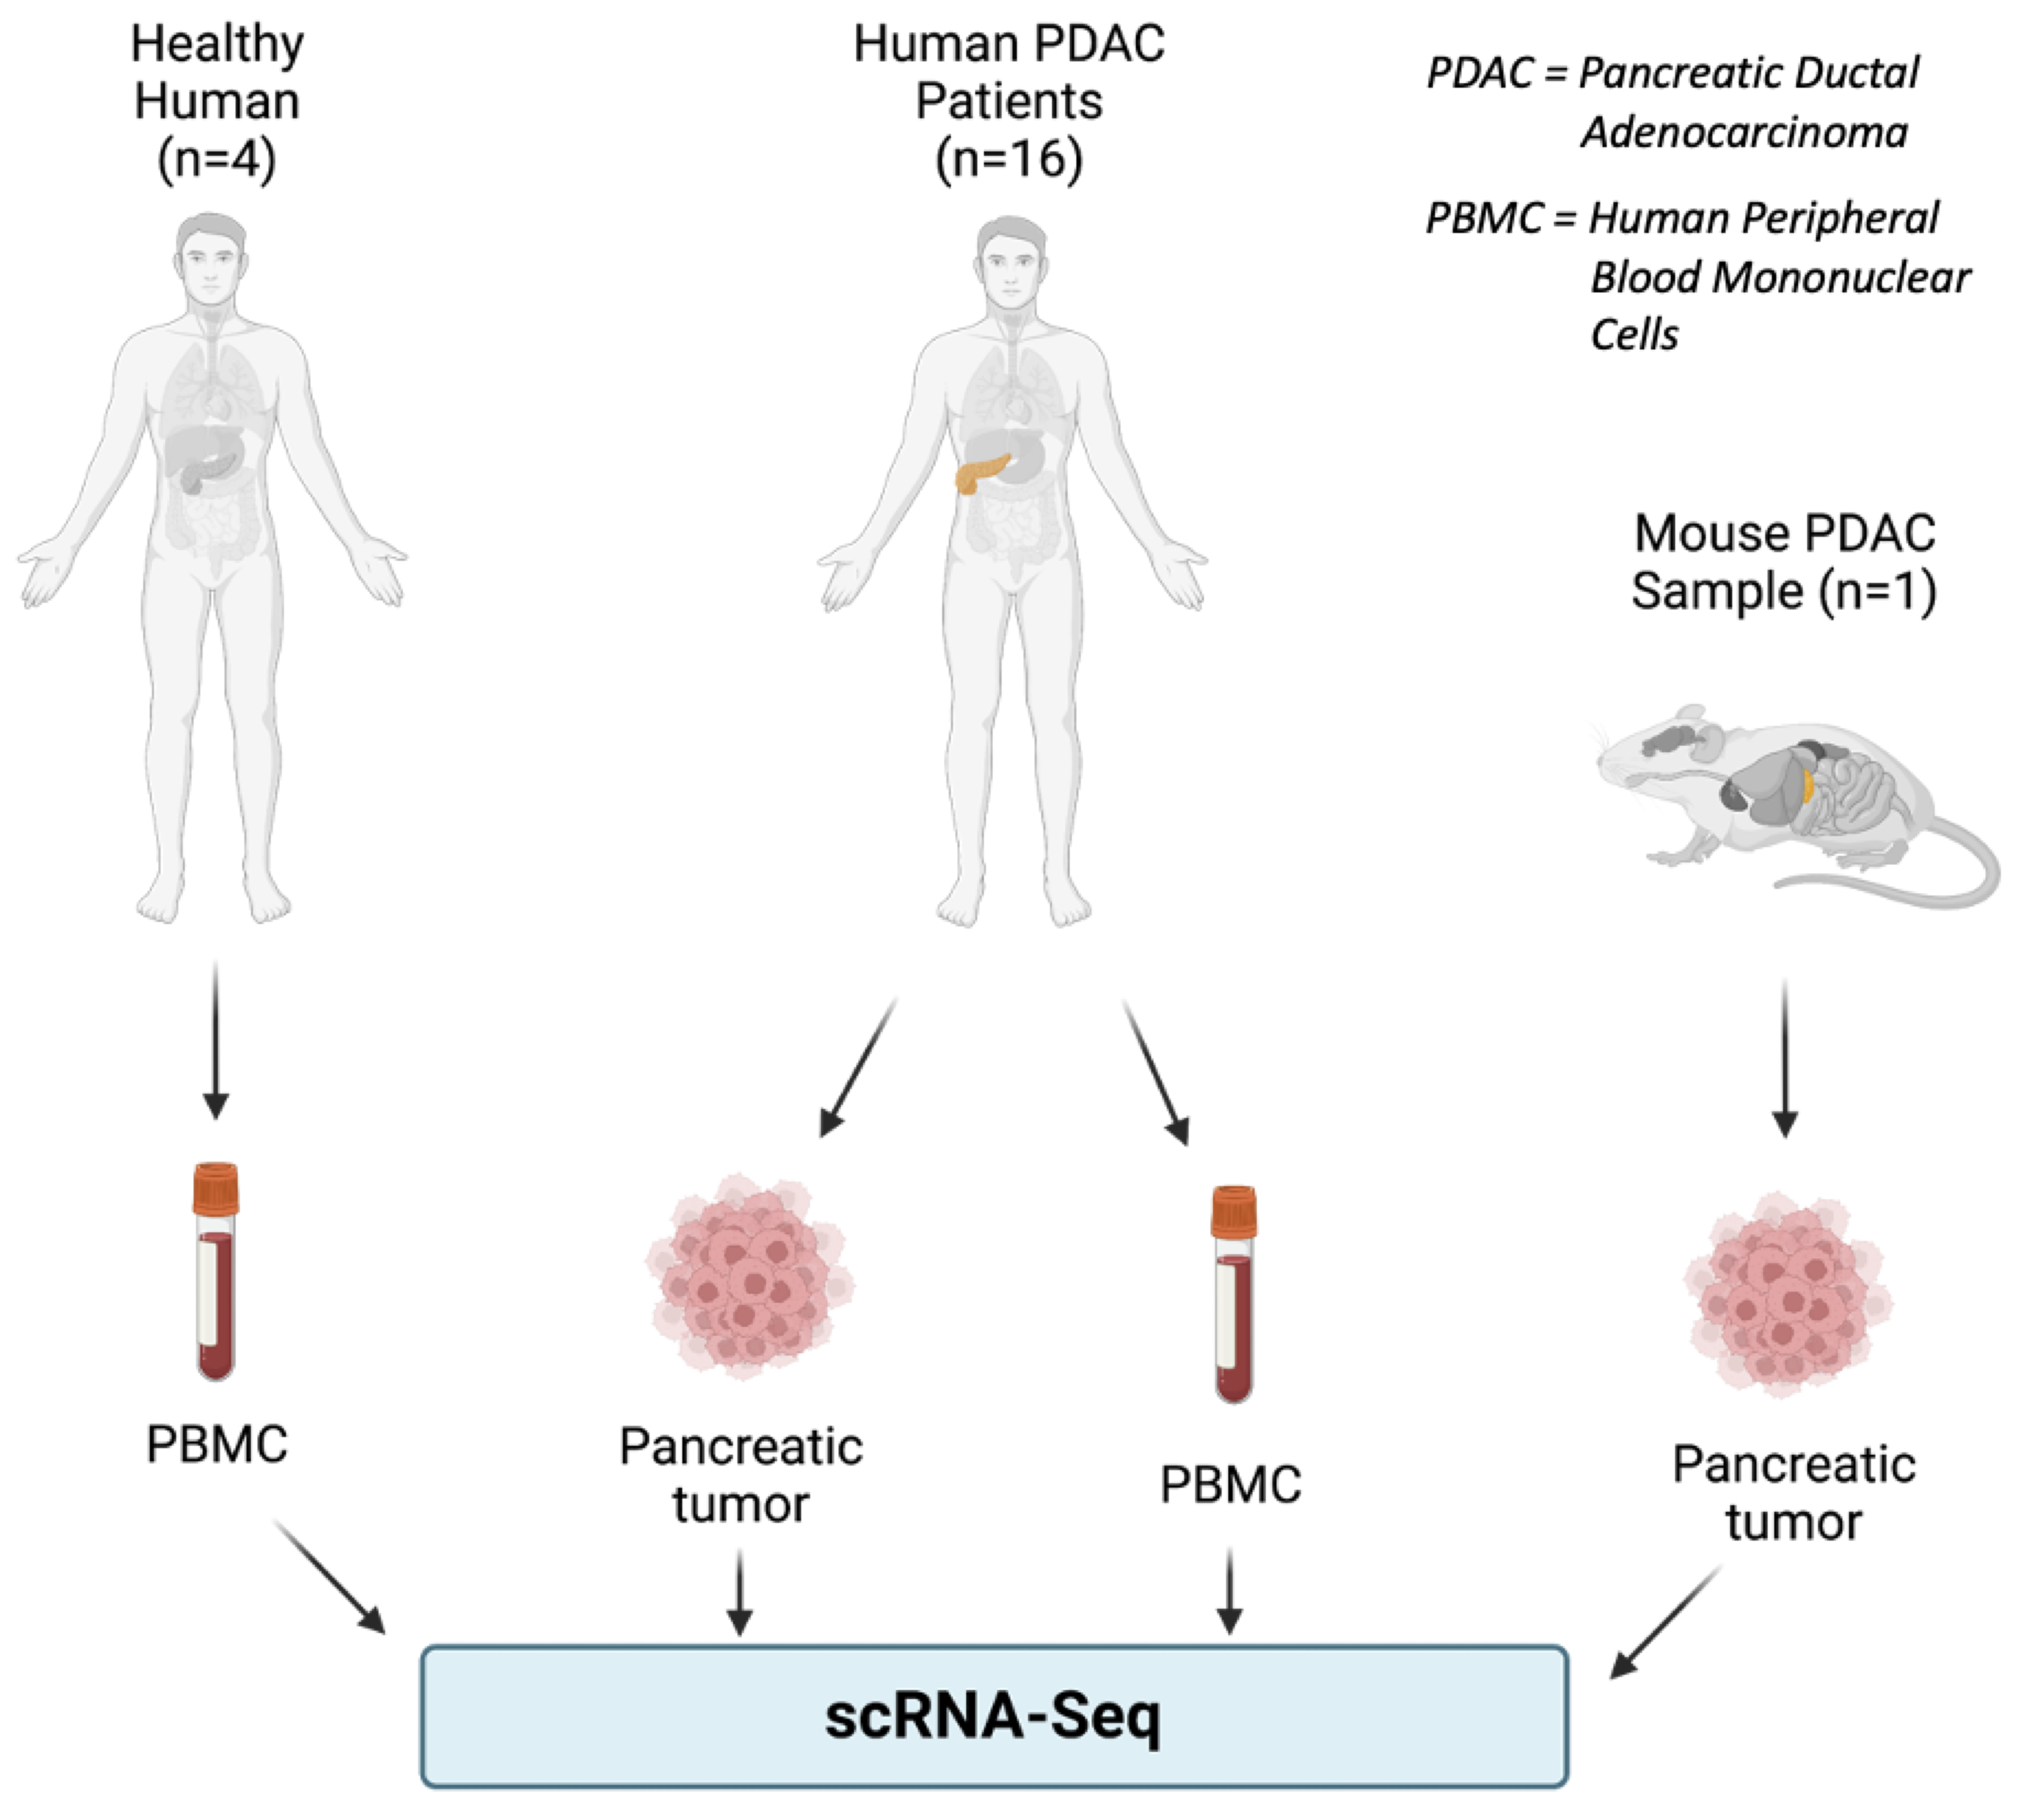 Healthy
Human
(n=4)
Human PDAC
Patients
(n=16)
PDAC = Pancreatic Ductal
Adenocarcinoma
PBMC = Human Peripheral
Blood Mononuclear
Cells
Mouse PDAC
Sample (n=1)
PBMC
Pancreatic
tumor
PBMC
Pancreatic
tumor
scRNA-Seq